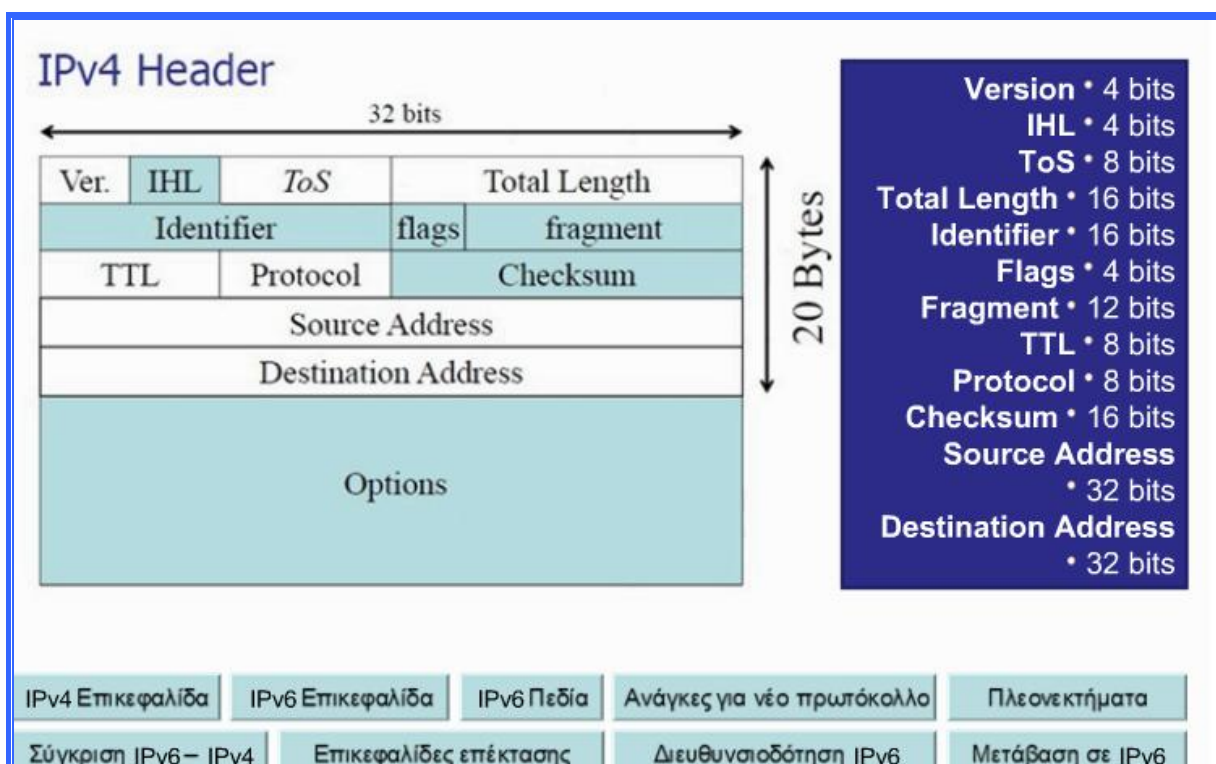 IPv4 Header
32 bits
Ver. IHL ToS Total Length
Identifier flags fragment
TTL Protocol Checksum
Source Address
Destination Address
Options
20 Bytes
Version • 4 bits
IHL • 4 bits
ToS • 8 bits
Total Length • 16 bits
Identifier • 16 bits
Flags • 4 bits
Fragment • 12 bits
TTL • 8 bits
Protocol • 8 bits
Checksum • 16 bits
Source Address
• 32 bits
Destination Address
• 32 bits
IPv4 Επικεφαλίδα IPv6 Επικεφαλίδα IPv6 Πεδία Ανάγκες για νέο πρωτόκολλο Πλεονεκτήματα
Σύγκριση IPv6 – IPv4 Επικεφαλίδες επέκτασης Διευθυνσιοδότηση IPv6 Μετάβαση σε IPv6